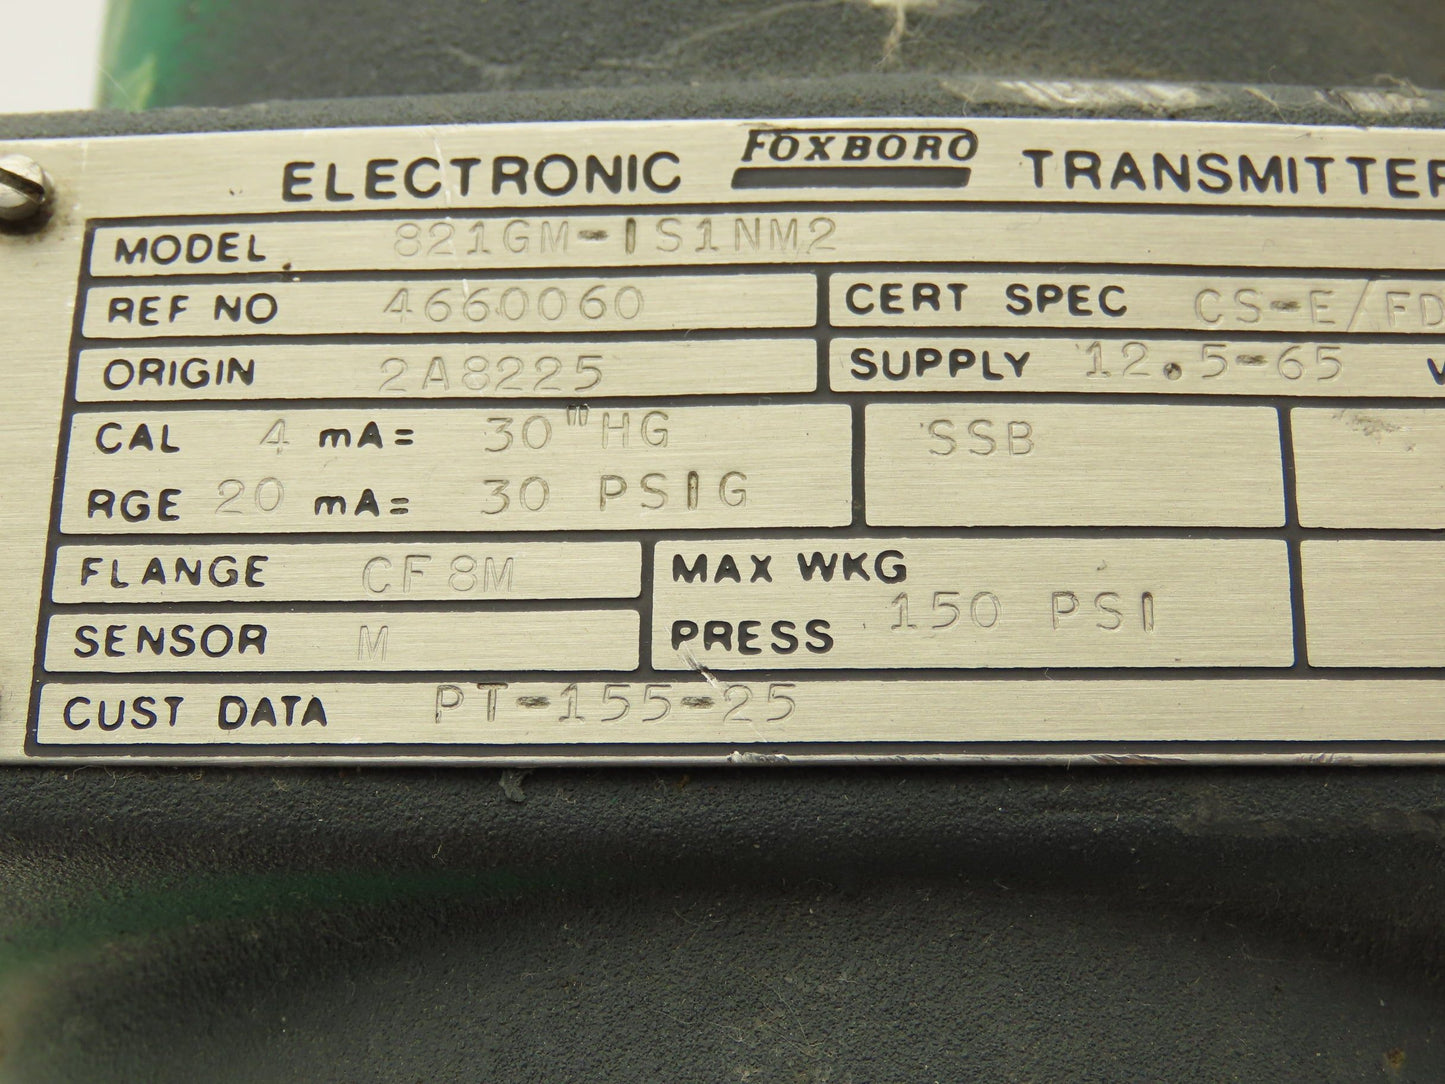 ELECTRONIC FOXBORO TRANSMITTER
MODEL 821GM-IS1NM2
REF NO 4660060 CERT SPEC CS-E/FD
ORIGIN 2A8225 SUPPLY 12.5-65 V
CAL 4 mA= 30"HG SSB
RGE 20 mA= 30 PSIG
FLANGE CF8M MAX WKG
PRESS 150 PSI
SENSOR M
CUST DATA PT-155-25